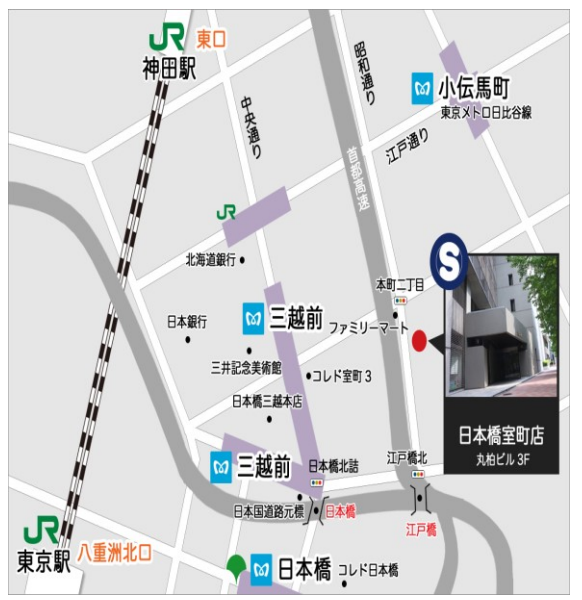 JR 東口
神田駅
昭和通り
小伝馬町
東京メトロ日比谷線
中央通り
江戸通り
首都高速
JR
北海道銀行
本町二丁目
S
日本銀行
三越前
ファミリーマート
三井記念美術館
コレド室町3
日本橋三越本店
日本橋室町店
丸柏ビル 3F
三越前
日本橋北詰
江戸橋北
日本国道路元標
日本橋
江戸橋
JR
東京駅
八重洲北口
日本橋
コレド日本橋